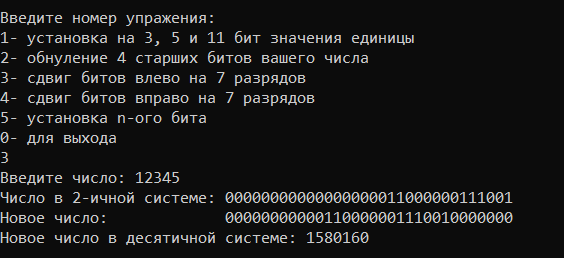 Введите номер упражения:
1- установка на 3, 5 и 11 бит значения единицы
2- обнуление 4 старших битов вашего числа
3- сдвиг битов влево на 7 разрядов
4- сдвиг битов вправо на 7 разрядов
5- установка n-ого бита
0- для выхода
3
Введите число: 12345
Число в 2-ичной системе: 00000000000000000011000000111001
Новое число:             00000000000110000001110010000000
Новое число в десятичной системе: 1580160